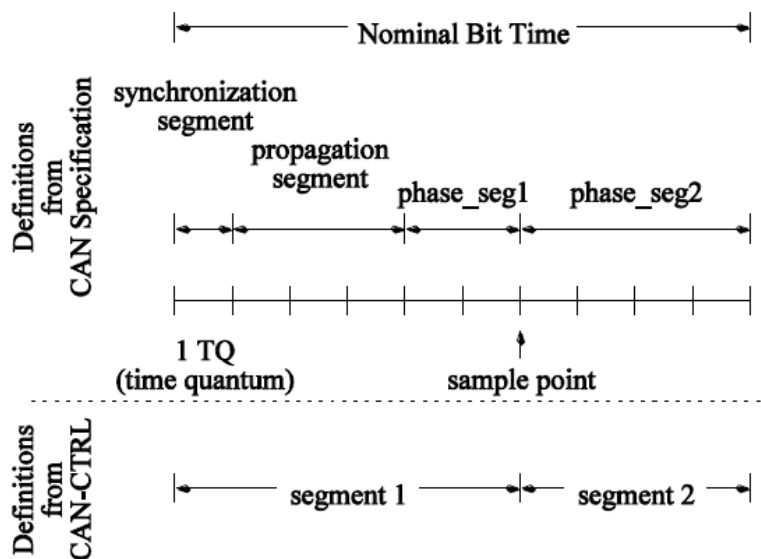 Nominal Bit Time
Definitions
from
CAN Specification
synchronization
segment
propagation
segment
phase_seg1
phase_seg2
1 TQ
(time quantum)
sample point
Definitions
from
CAN-CTRL
segment 1
segment 2